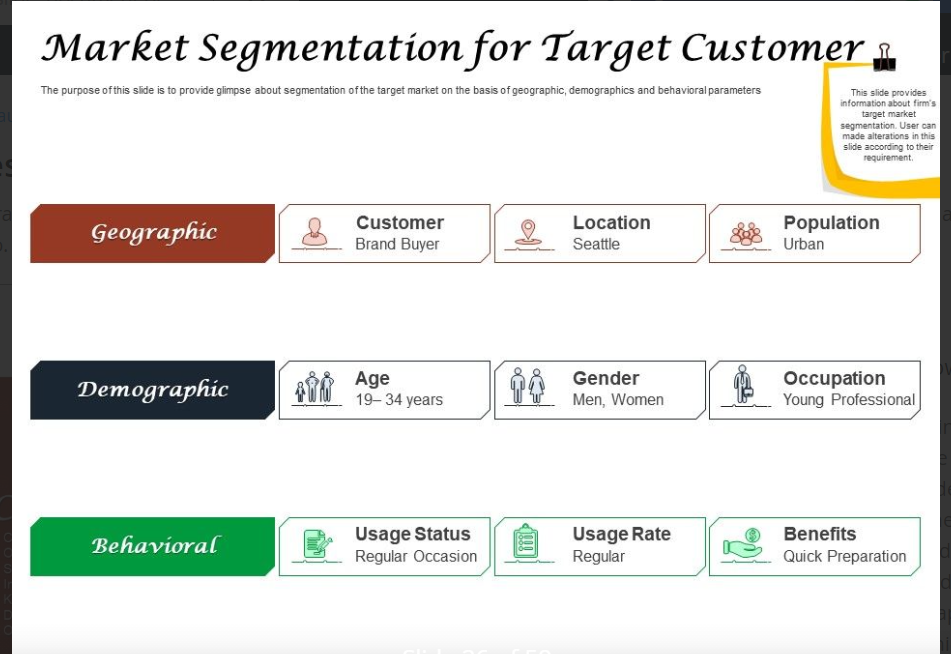 Market Segmentation for Target Customer
The purpose of this slide is to provide glimpse about segmentation of the target market on the basis of geographic, demographics and behavioral parameters
This slide provides
information about firm's
target market
segmentation. User can
made alterations in this
slide according to their
requirement.
Geographic
Customer
Brand Buyer
Location
Seattle
Population
Urban
Demographic
Age
19– 34 years
Gender
Men, Women
Occupation
Young Professional
Behavioral
Usage Status
Regular Occasion
Usage Rate
Regular
Benefits
Quick Preparation